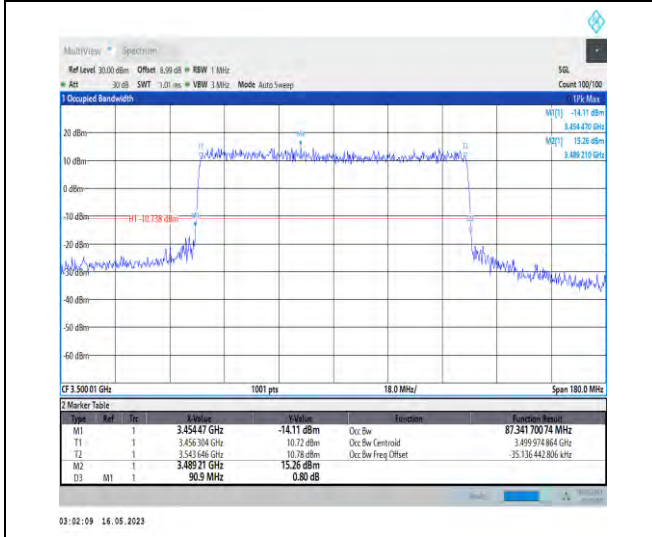 MultiView Spectrum
Ref Level 30.00 dBm Offset 8.99 dB RBW 1 MHz SGL
Att 30 dB SWT 1.01 ms VBW 3 MHz Mode Auto Sweep Count 100/100
1 Occupied Bandwidth 1Pk Max
M1[1] -14.11 dBm
3.454 470 GHz
M2[1] 15.26 dBm
3.489 210 GHz
20 dBm
T1 M2 T2
10 dBm
0 dBm
-10 dBm H1 -10.738 dBm M1 D3
-20 dBm
-30 dBm
-40 dBm
-50 dBm
-60 dBm
CF 3.500 01 GHz 1001 pts 18.0 MHz/ Span 180.0 MHz
2 Marker Table
Type Ref Trc X-Value Y-Value Function Function Result
M1 1 3.454 47 GHz -14.11 dBm Occ Bw 87.341 700 74 MHz
T1 1 3.456 304 GHz 10.72 dBm Occ Bw Centroid 3.499 974 864 GHz
T2 1 3.543 646 GHz 10.78 dBm Occ Bw Freq Offset -35.136 442 806 kHz
M2 1 3.489 21 GHz 15.26 dBm
D3 M1 1 90.9 MHz 0.80 dB
03:02:09 16.05.2023